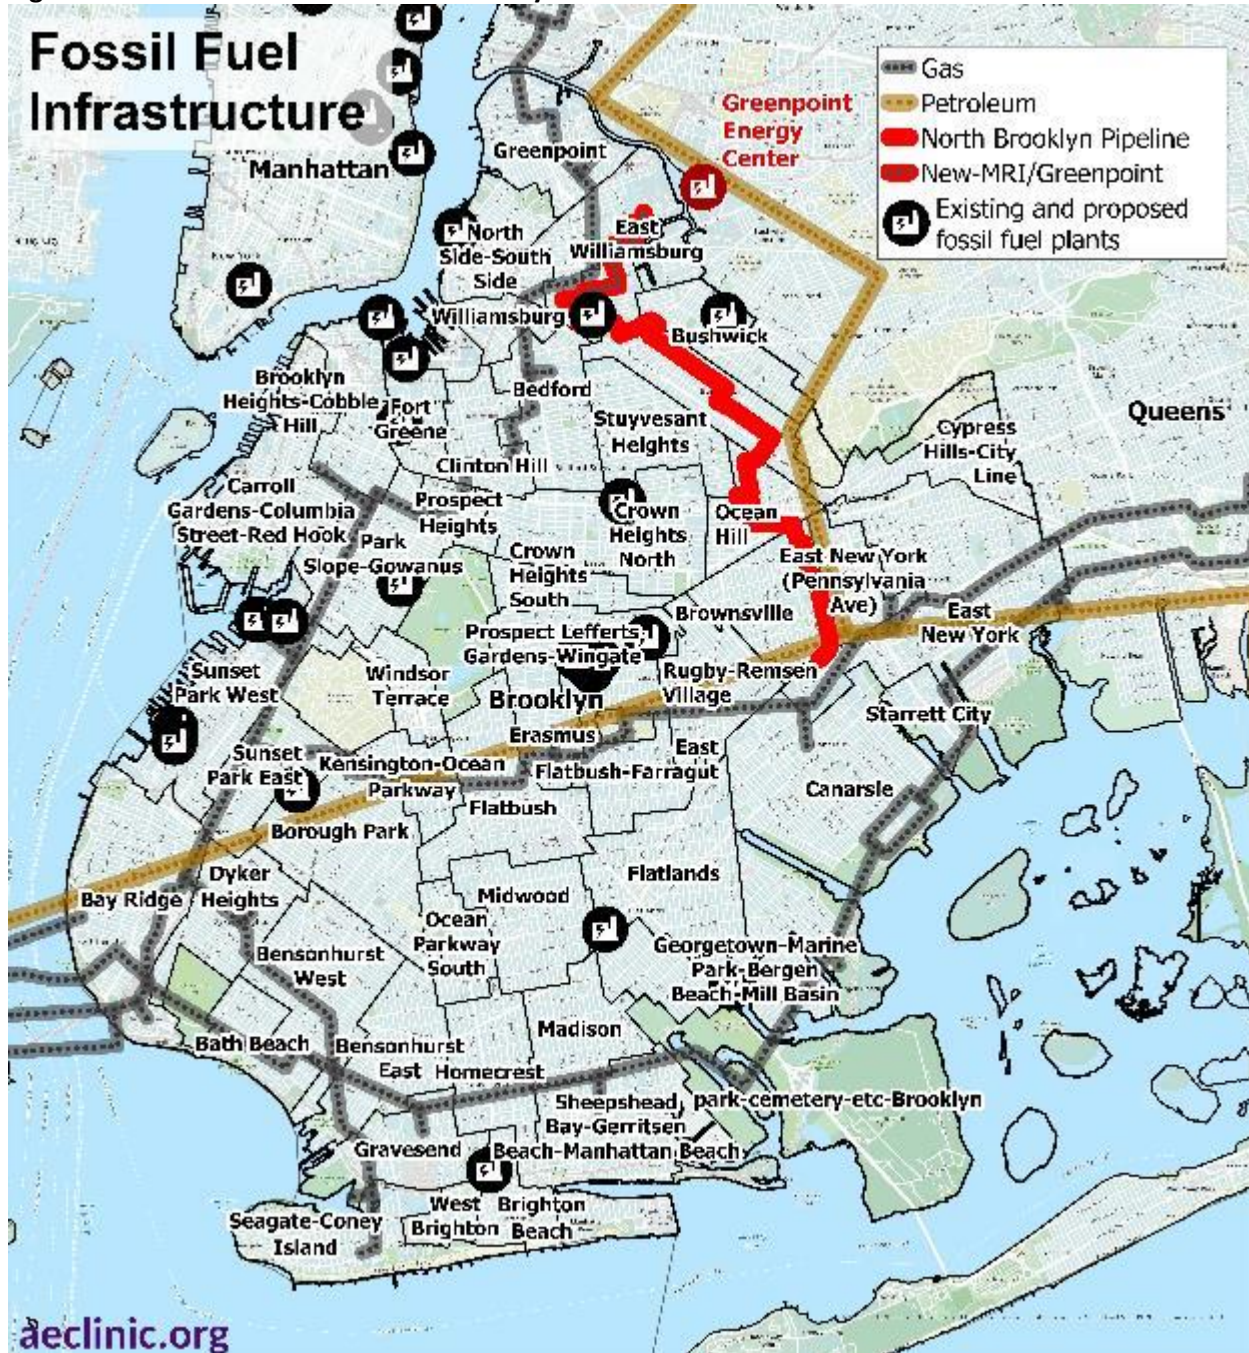 Fossil Fuel
Infrastructure
Gas
Petroleum
North Brooklyn Pipeline
New-MRI/Greenpoint
Existing and proposed
fossil fuel plants
Greenpoint
Energy
Center
Manhattan
Greenpoint
East
Williamsburg
North
Side-South
Side
Williamsburg
Bushwick
Brooklyn
Heights-Cobble
Hill
Fort
Greene
Bedford
Stuyvesant
Heights
Cypress
Hills-City
Line
Queens
Clinton Hill
Carroll
Gardens-Columbia
Street-Red Hook
Prospect
Heights
Park
Slope-Gowanus
Crown
Heights
North
Ocean
Hill
Crown
Heights
South
East New York
(Pennsylvania
Ave)
Brownsville
East
New York
Prospect Lefferts
Gardens-Wingate
Rugby-Remsen
Village
Sunset
Park West
Windsor
Terrace
Brooklyn
Starrett City
Erasmus
East
Flatbush-Farragut
Sunset
Park East
Kensington-Ocean
Parkway
Flatbush
Canarsie
Borough Park
Dyker
Heights
Bay Ridge
Midwood
Flatlands
Ocean
Parkway
South
Bensonhurst
West
Georgetown-Marine
Park-Bergen
Beach-Mill Basin
Madison
Bath Beach
Bensonhurst
East
Homecrest
Sheepshead
Bay-Gerritsen
Beach-Manhattan Beach
park-cemetery-etc-Brooklyn
Gravesend
West
Brighton
Brighton
Beach
Seagate-Coney
Island
aeclinic.org